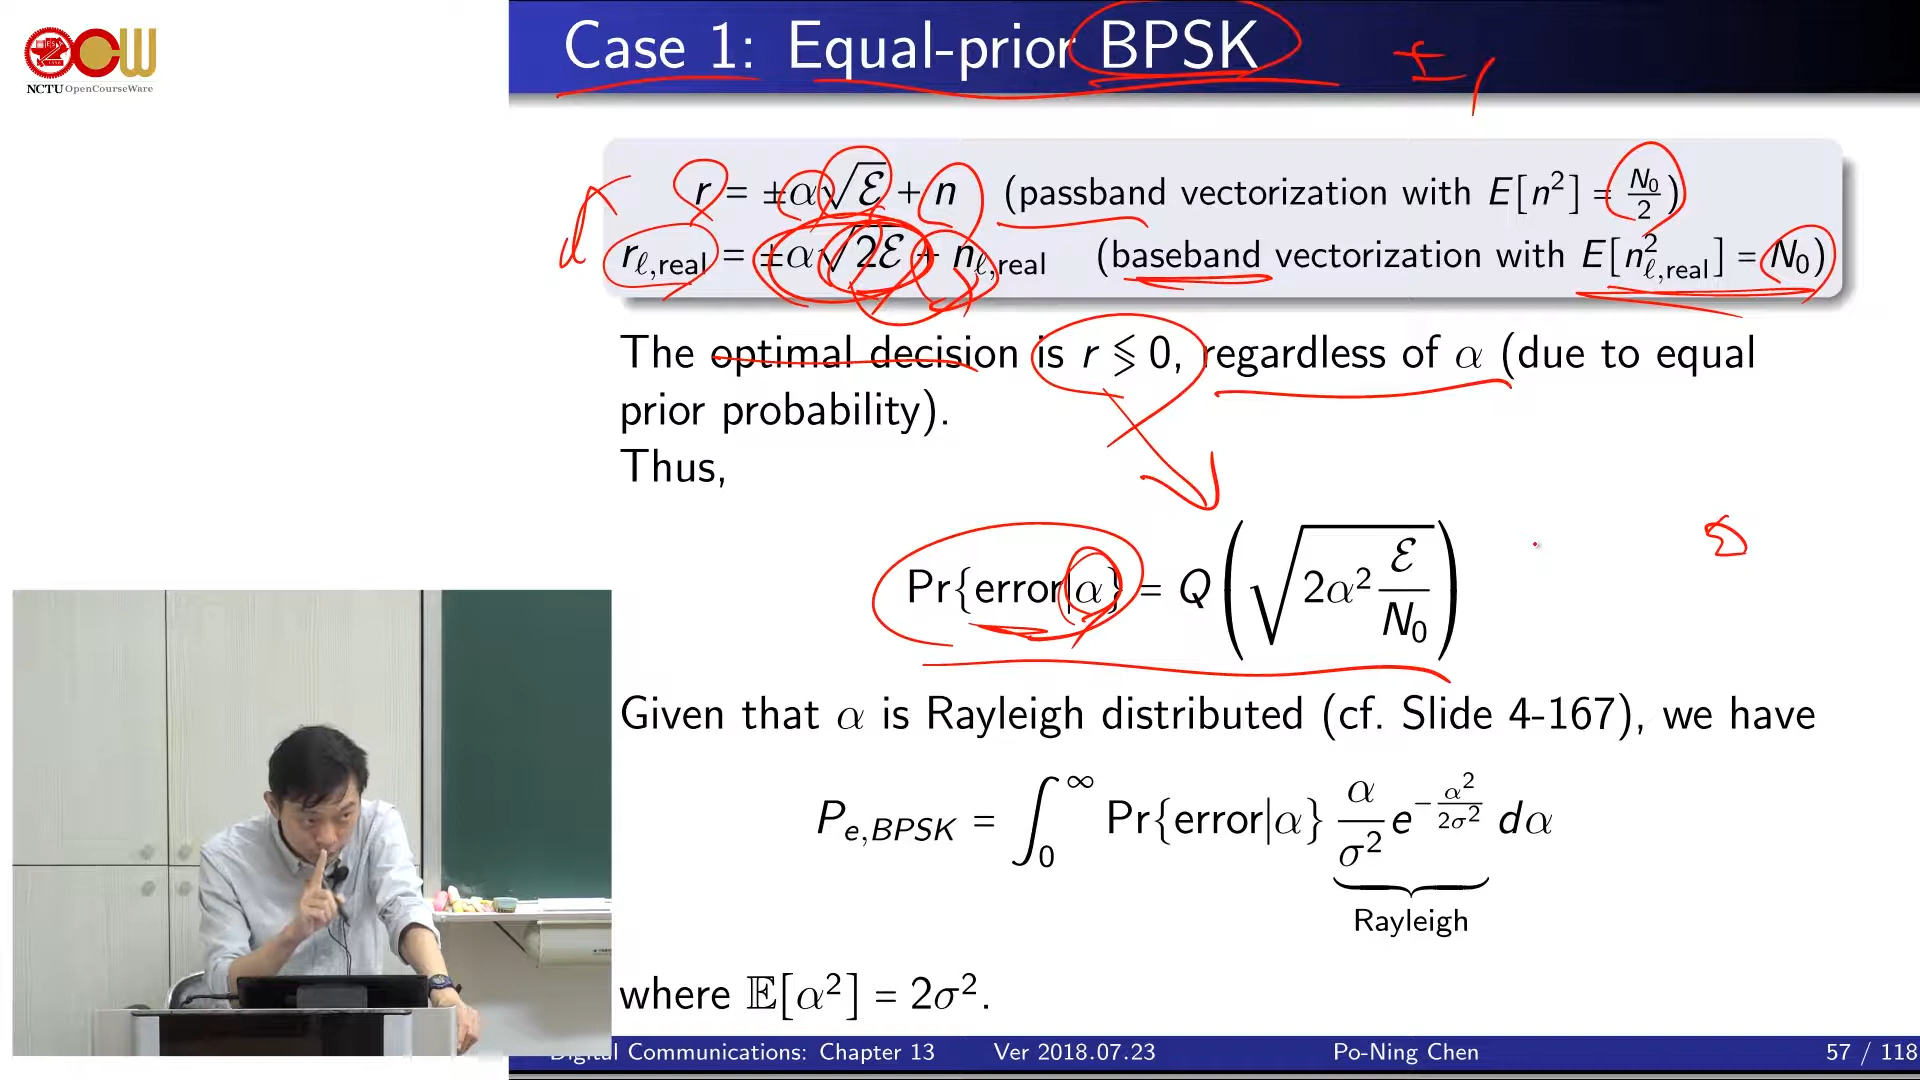 NCTU OpenCourseWare
Case 1: Equal-prior BPSK ± 1
r = ±α√ℰ + n (passband vectorization with E[n²] = N₀/2)
r_ℓ,real = ±α√2ℰ + n_ℓ,real (baseband vectorization with E[n²_ℓ,real] = N₀)
The optimal decision is r ≶ 0, regardless of α (due to equal
prior probability).
Thus,
Pr{error|α} = Q(√(2α² ℰ/N₀))
Given that α is Rayleigh distributed (cf. Slide 4-167), we have
P_e,BPSK = ∫₀^∞ Pr{error|α} α/σ² e^(−α²/2σ²) dα
Rayleigh
where 𝔼[α²] = 2σ².
Digital Communications: Chapter 13 Ver 2018.07.23 Po-Ning Chen 57 / 118